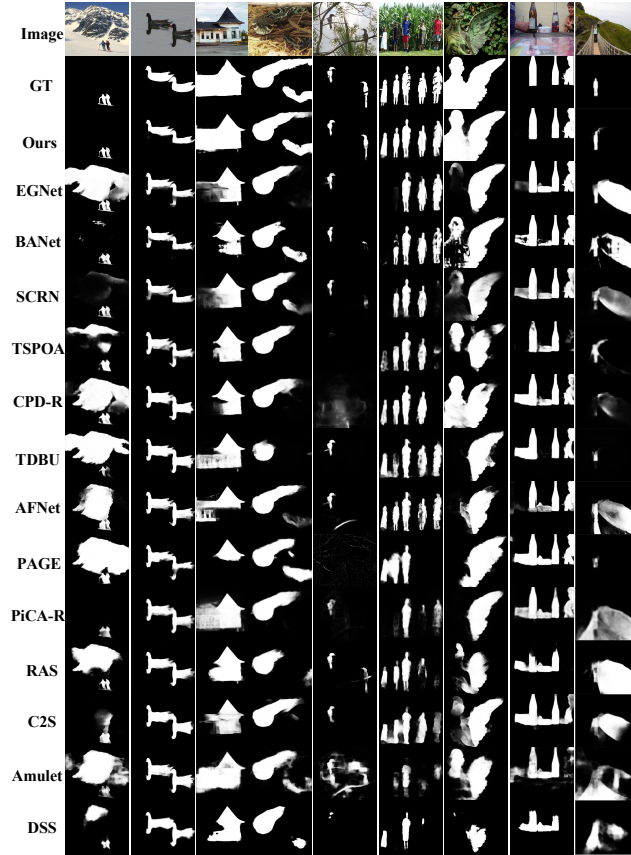 Image
GT
Ours
EGNet
BANet
SCRN
TSPOA
CPD-R
TDBU
AFNet
PAGE
PiCA-R
RAS
C2S
Amulet
DSS